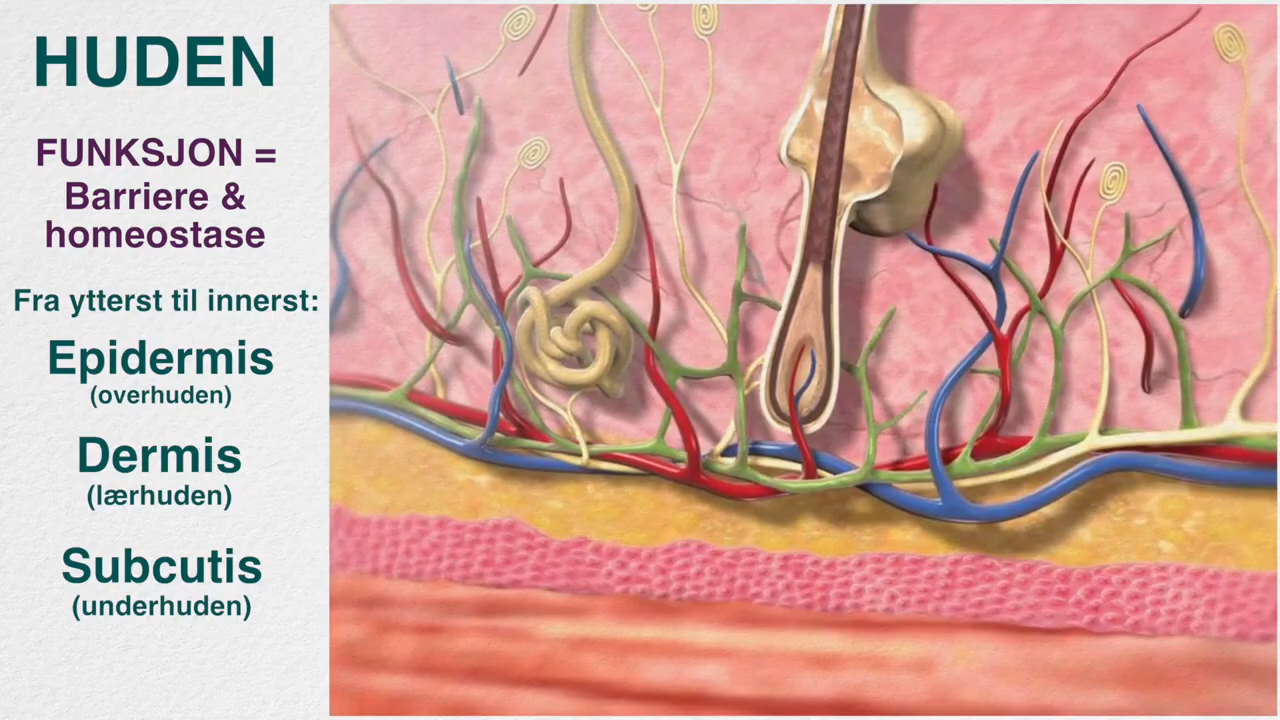 HUDEN
FUNKSJON =
Barriere &
homeostase
Fra ytterst til innerst:
Epidermis
(overhuden)
Dermis
(lærhuden)
Subcutis
(underhuden)